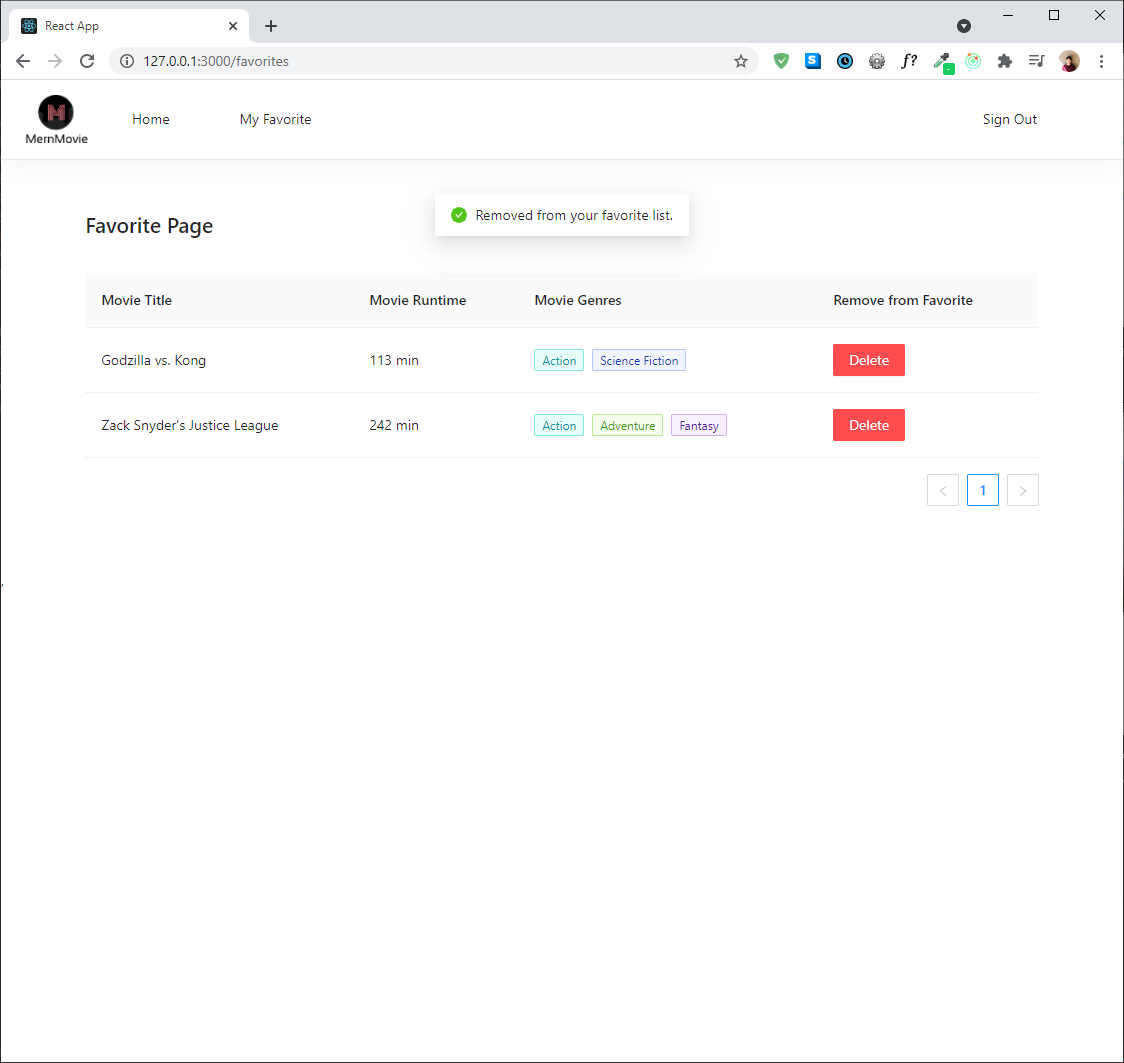 React App
127.0.0.1:3000/favorites
S
f?
M
MernMovie
Home
My Favorite
Sign Out
Removed from your favorite list.
Favorite Page
Movie Title Movie Runtime Movie Genres Remove from Favorite
Godzilla vs. Kong 113 min Action Science Fiction Delete
Zack Snyder's Justice League 242 min Action Adventure Fantasy Delete
< 1 >
,